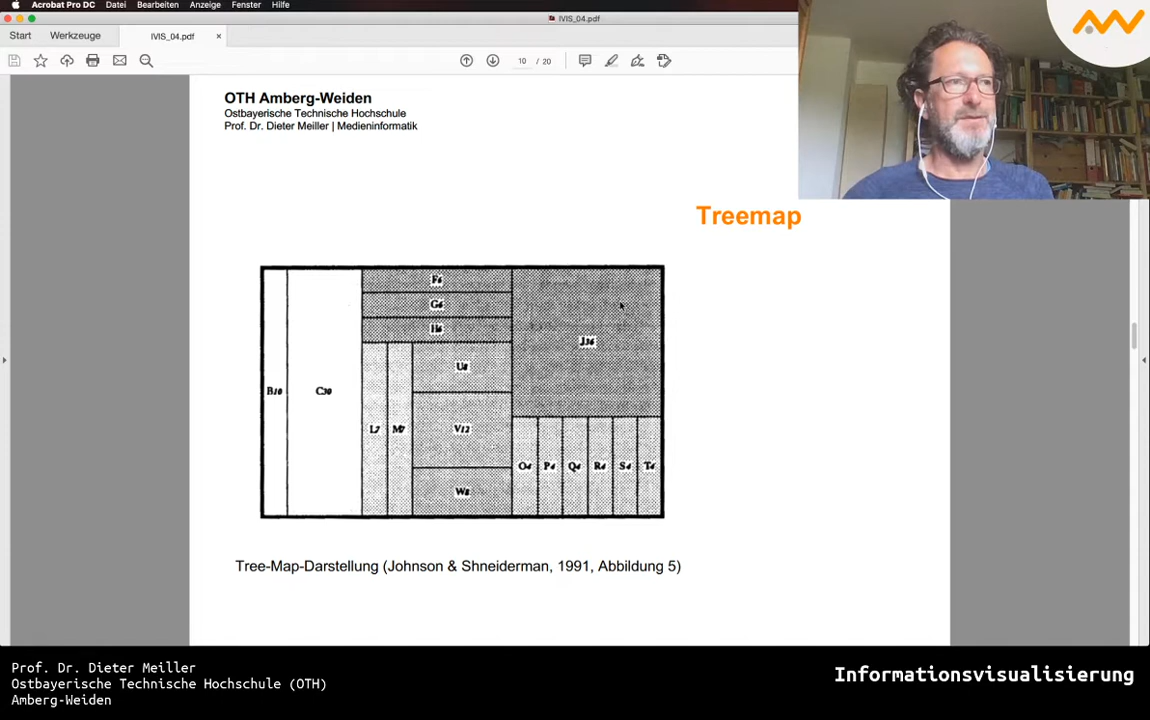 Acrobat Pro DC Datei Bearbeiten Anzeige Fenster Hilfe
IVIS_04.pdf
Start Werkzeuge IVIS_04.pdf ×
10 / 20
OTH Amberg-Weiden
Ostbayerische Technische Hochschule
Prof. Dr. Dieter Meiller | Medieninformatik
Treemap
F6
G6
H6
J36
U8
B10 C30
L7 M7 V12
O4 P4 Q4 R4 S4 T4
W8
Tree-Map-Darstellung (Johnson & Shneiderman, 1991, Abbildung 5)
Prof. Dr. Dieter Meiller
Ostbayerische Technische Hochschule (OTH)
Amberg-Weiden
Informationsvisualisierung